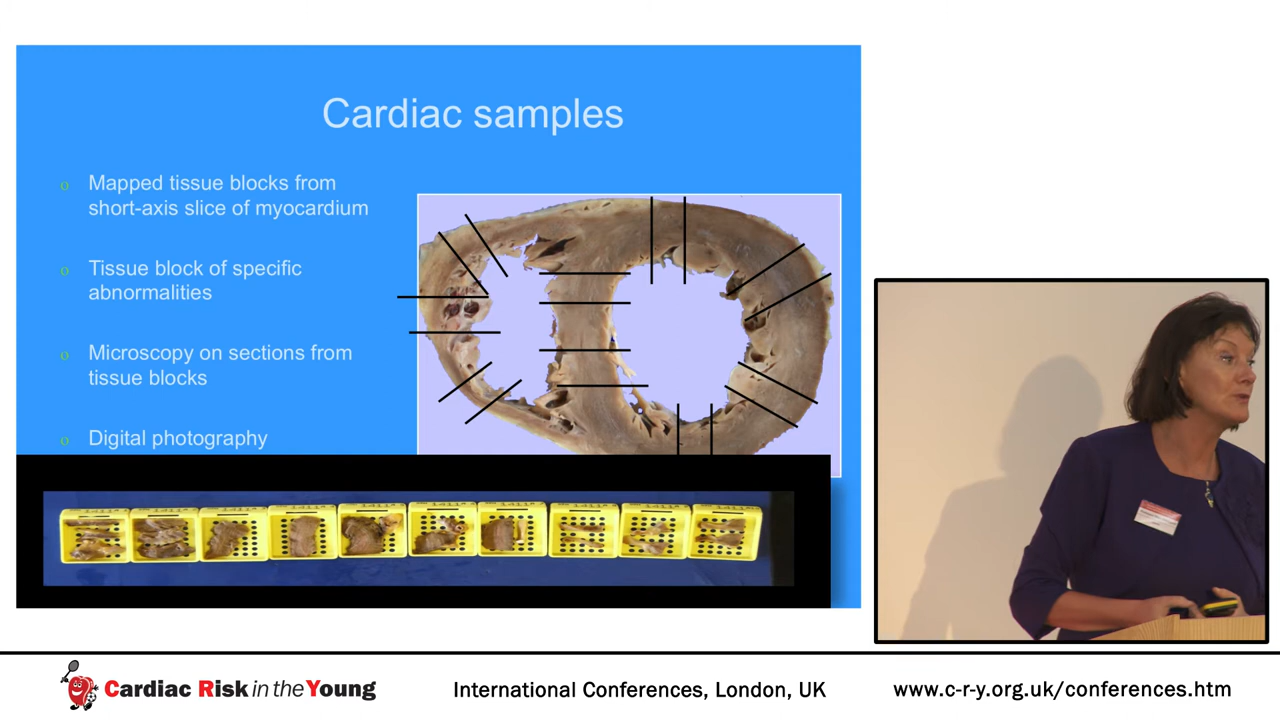 Cardiac samples
o Mapped tissue blocks from
short-axis slice of myocardium
o Tissue block of specific
abnormalities
o Microscopy on sections from
tissue blocks
o Digital photography
Cardiac Risk in the Young
International Conferences, London, UK
www.c-r-y.org.uk/conferences.htm